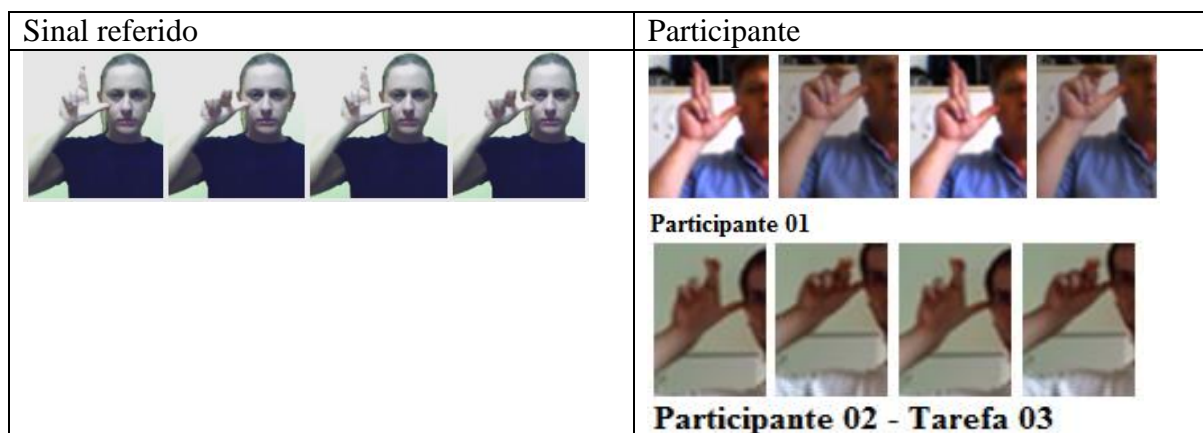 Sinal referido
Participante
Participante 01
Participante 02 - Tarefa 03